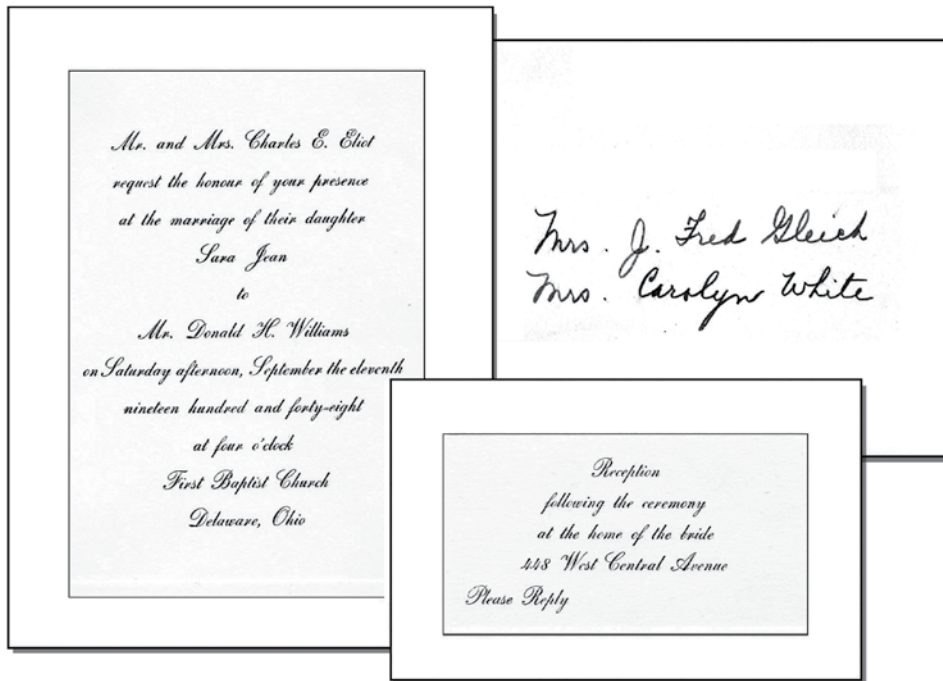 Mr. and Mrs. Charles E. Eliot
request the honour of your presence
at the marriage of their daughter
Sara Jean
to
Mr. Donald H. Williams
on Saturday afternoon, September the eleventh
nineteen hundred and forty-eight
at four o'clock
First Baptist Church
Delaware, Ohio
Mrs. J. Fred Gleich
Mrs. Carolyn White
Reception
following the ceremony
at the home of the bride
448 West Central Avenue
Please Reply